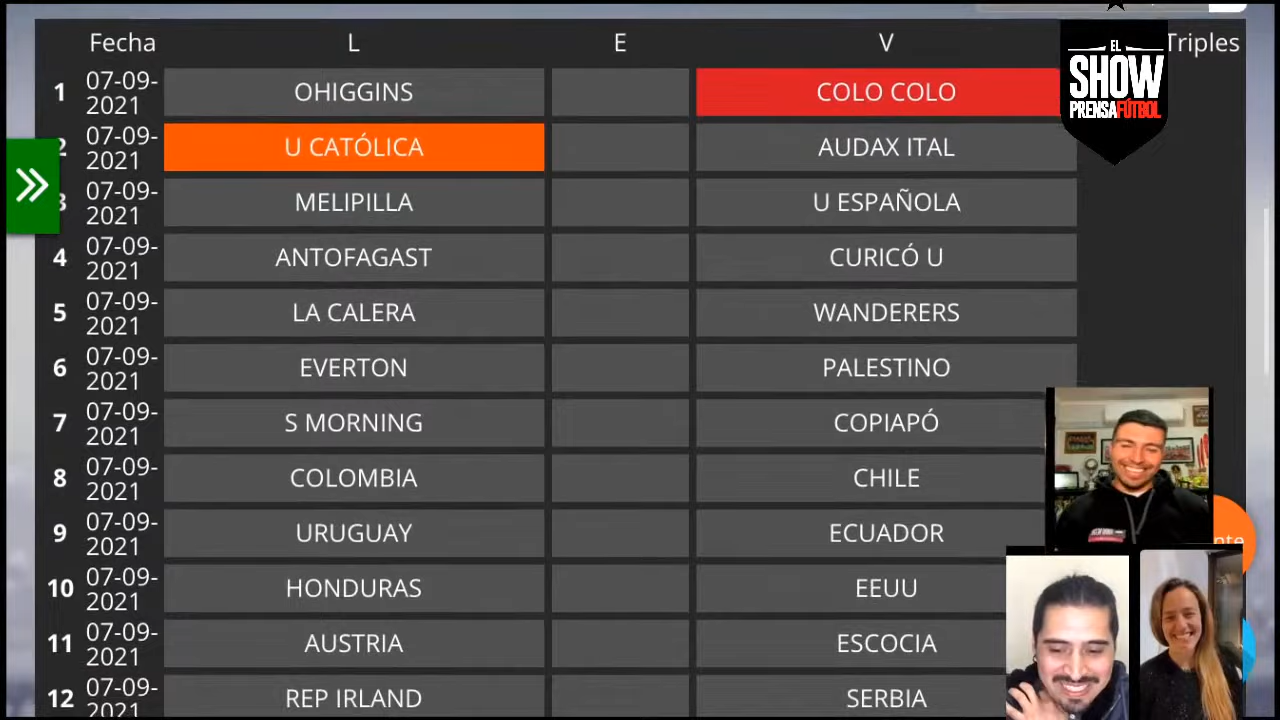 Fecha L E V Triples
EL
SHOW
PRENSAFÚTBOL
1 07-09-2021 OHIGGINS COLO COLO
2 07-09-2021 U CATÓLICA AUDAX ITAL
3 07-09-2021 MELIPILLA U ESPAÑOLA
4 07-09-2021 ANTOFAGAST CURICÓ U
5 07-09-2021 LA CALERA WANDERERS
6 07-09-2021 EVERTON PALESTINO
7 07-09-2021 S MORNING COPIAPÓ
8 07-09-2021 COLOMBIA CHILE
9 07-09-2021 URUGUAY ECUADOR
10 07-09-2021 HONDURAS EEUU
11 07-09-2021 AUSTRIA ESCOCIA
12 07-09-2021 REP IRLAND SERBIA